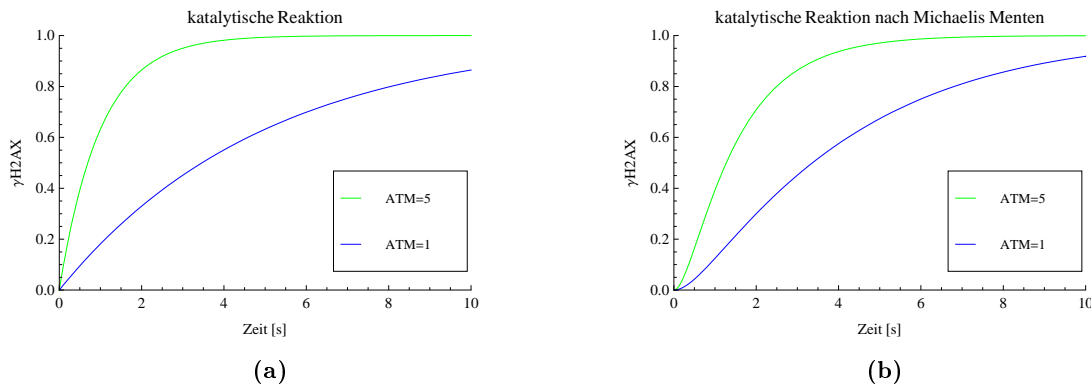 katalytische Reaktion
1.0
0.8
0.6
0.4
0.2
0.0
γH2AX
ATM=5
ATM=1
0 2 4 6 8 10
Zeit [s]
(a)
katalytische Reaktion nach Michaelis Menten
1.0
0.8
0.6
0.4
0.2
0.0
γH2AX
ATM=5
ATM=1
0 2 4 6 8 10
Zeit [s]
(b)